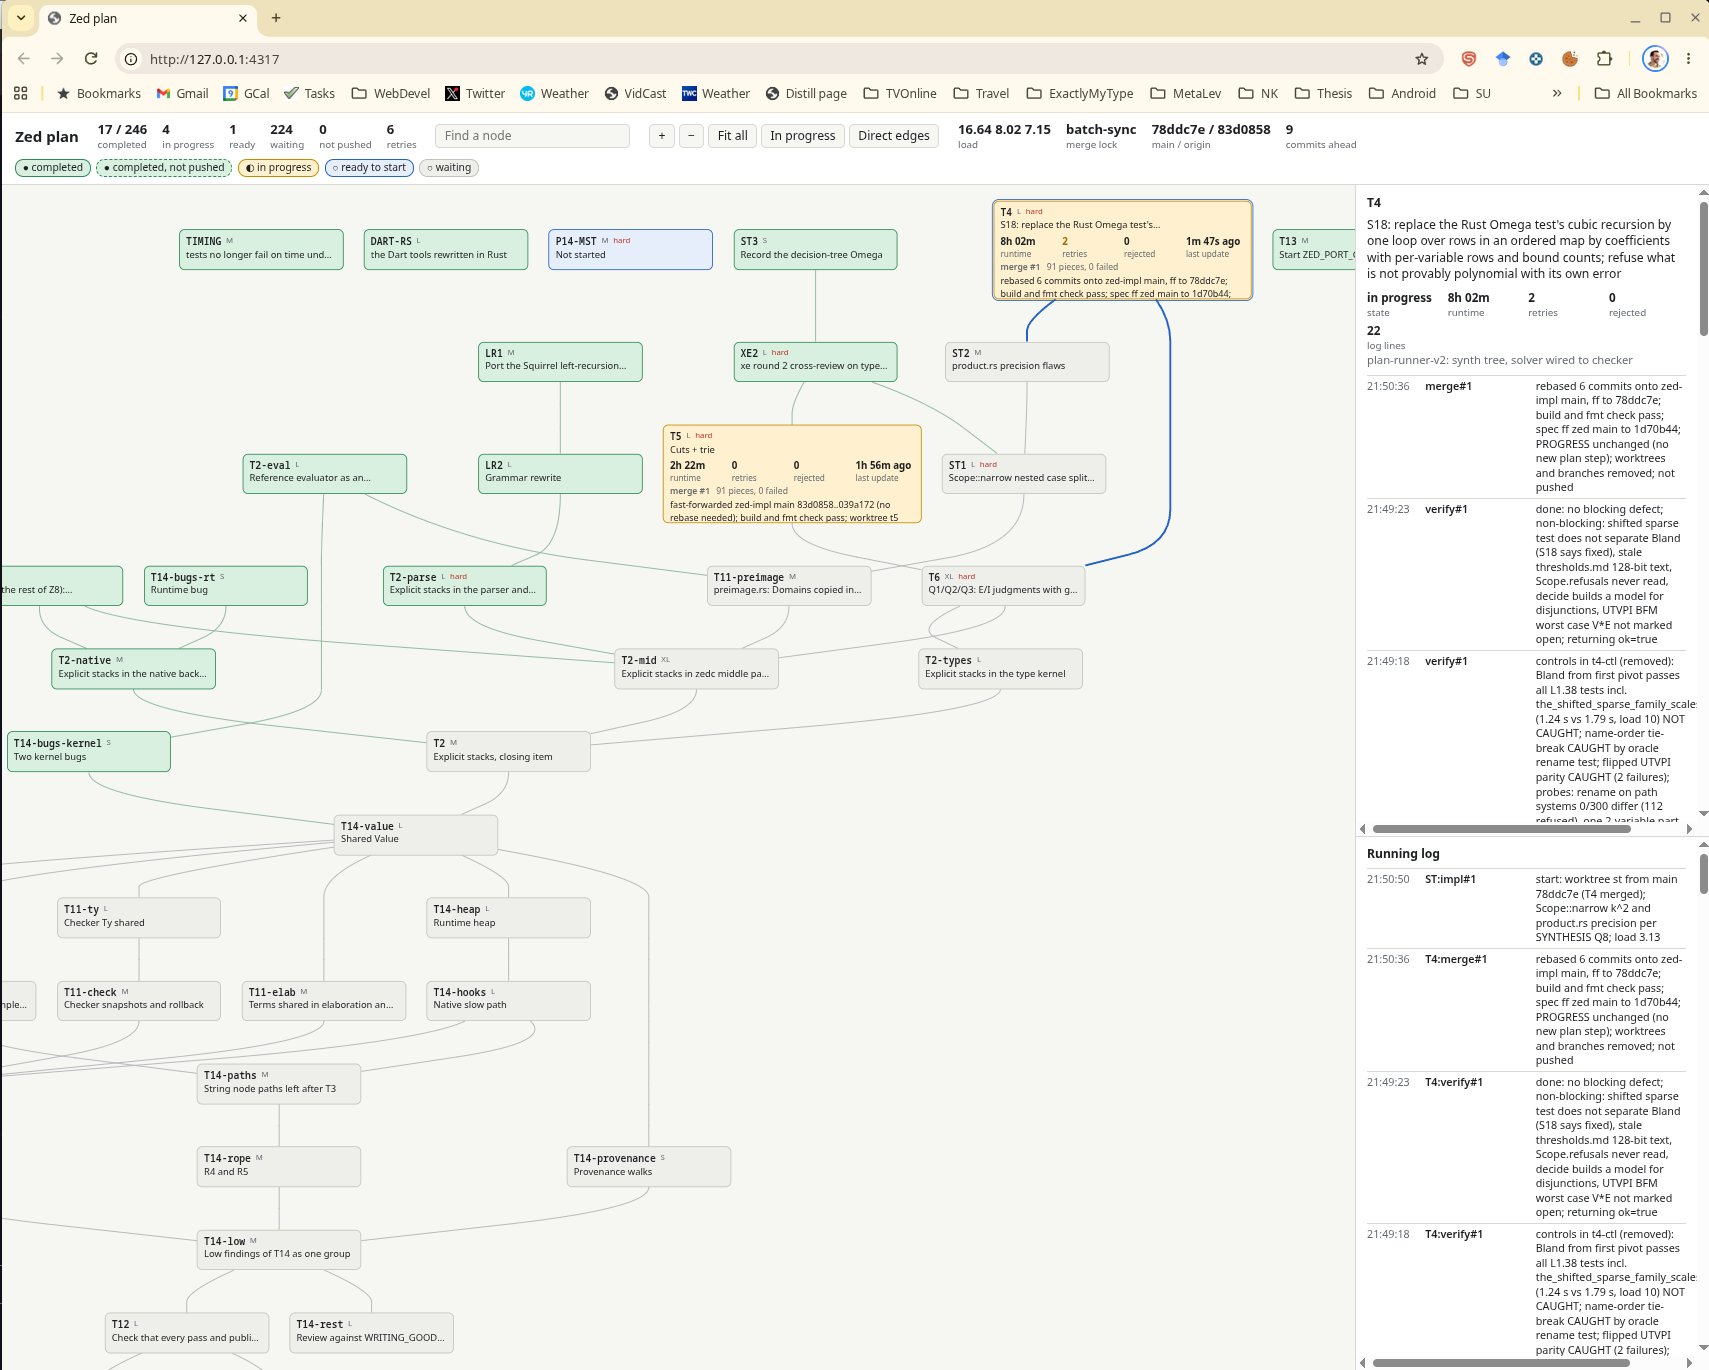 Zed plan
http://127.0.0.1:4317
Bookmarks Gmail GCal Tasks WebDevel Twitter Weather VidCast Weather Distill page TVOnline Travel ExactlyMyType MetaLev NK Thesis Android SU » All Bookmarks
Zed plan
17 / 246 completed
4 in progress
1 ready
224 waiting
0 not pushed
6 retries
Find a node
+ − Fit all In progress Direct edges
16.64 8.02 7.15 load
batch-sync merge lock
78ddc7e / 83d0858 main / origin
9 commits ahead
completed
completed, not pushed
in progress
ready to start
waiting
TIMING M
tests no longer fail on time und...
DART-RS L
the Dart tools rewritten in Rust
P14-MST M hard
Not started
ST3 S
Record the decision-tree Omega
T4 L hard
S18: replace the Rust Omega test's...
8h 02m 2 0 1m 47s ago
runtime retries rejected last update
merge #1 91 pieces, 0 failed
rebased 6 commits onto zed-impl main, ff to 78ddc7e;
build and fmt check pass; spec ff zed main to 1d70b44;
T13 M
Start ZED_PORT_
LR1 M
Port the Squirrel left-recursion...
XE2 L hard
xe round 2 cross-review on type...
ST2 M
product.rs precision flaws
T5 L hard
Cuts + trie
2h 22m 0 0 1h 56m ago
runtime retries rejected last update
merge #1 91 pieces, 0 failed
fast-forwarded zed-impl main 83d0858..039a172 (no
rebase needed); build and fmt check pass; worktree t5
T2-eval L
Reference evaluator as an...
LR2 L
Grammar rewrite
ST1 L hard
Scope::narrow nested case split...
the rest of Z8):...
T14-bugs-rt S
Runtime bug
T2-parse L hard
Explicit stacks in the parser and...
T11-preimage M
preimage.rs: Domains copied in...
T6 XL hard
Q1/Q2/Q3: E/I judgments with g...
T2-native M
Explicit stacks in the native back...
T2-mid XL
Explicit stacks in zedc middle pa...
T2-types L
Explicit stacks in the type kernel
T14-bugs-kernel S
Two kernel bugs
T2 M
Explicit stacks, closing item
T14-value L
Shared Value
T11-ty L
Checker Ty shared
T14-heap L
Runtime heap
mple...
T11-check M
Checker snapshots and rollback
T11-elab M
Terms shared in elaboration an...
T14-hooks L
Native slow path
T14-paths M
String node paths left after T3
T14-rope M
R4 and R5
T14-provenance S
Provenance walks
T14-low M
Low findings of T14 as one group
T12 L
Check that every pass and publi...
T14-rest L
Review against WRITING_GOOD...
T4
S18: replace the Rust Omega test's cubic recursion by
one loop over rows in an ordered map by coefficients
with per-variable rows and bound counts; refuse what
is not provably polynomial with its own error
in progress 8h 02m 2 0
state runtime retries rejected
22
log lines
plan-runner-v2: synth tree, solver wired to checker
21:50:36 merge#1 rebased 6 commits onto zed-
impl main, ff to 78ddc7e;
build and fmt check pass;
spec ff zed main to 1d70b44;
PROGRESS unchanged (no
new plan step); worktrees
and branches removed; not
pushed
21:49:23 verify#1 done: no blocking defect;
non-blocking: shifted sparse
test does not separate Bland
(S18 says fixed), stale
thresholds.md 128-bit text,
Scope.refusals never read,
decide builds a model for
disjunctions, UTVPI BFM
worst case V*E not marked
open; returning ok=true
21:49:18 verify#1 controls in t4-ctl (removed):
Bland from first pivot passes
all L1.38 tests incl.
the_shifted_sparse_family_scale
(1.24 s vs 1.79 s, load 10) NOT
CAUGHT; name-order tie-
break CAUGHT by oracle
rename test; flipped UTVPI
parity CAUGHT (2 failures);
probes: rename on path
systems 0/300 differ (112
refused), one 2 variable part
Running log
21:50:50 ST:impl#1 start: worktree st from main
78ddc7e (T4 merged);
Scope::narrow k^2 and
product.rs precision per
SYNTHESIS Q8; load 3.13
21:50:36 T4:merge#1 rebased 6 commits onto zed-
impl main, ff to 78ddc7e;
build and fmt check pass;
spec ff zed main to 1d70b44;
PROGRESS unchanged (no
new plan step); worktrees
and branches removed; not
pushed
21:49:23 T4:verify#1 done: no blocking defect;
non-blocking: shifted sparse
test does not separate Bland
(S18 says fixed), stale
thresholds.md 128-bit text,
Scope.refusals never read,
decide builds a model for
disjunctions, UTVPI BFM
worst case V*E not marked
open; returning ok=true
21:49:18 T4:verify#1 controls in t4-ctl (removed):
Bland from first pivot passes
all L1.38 tests incl.
the_shifted_sparse_family_scale
(1.24 s vs 1.79 s, load 10) NOT
CAUGHT; name-order tie-
break CAUGHT by oracle
rename test; flipped UTVPI
parity CAUGHT (2 failures);